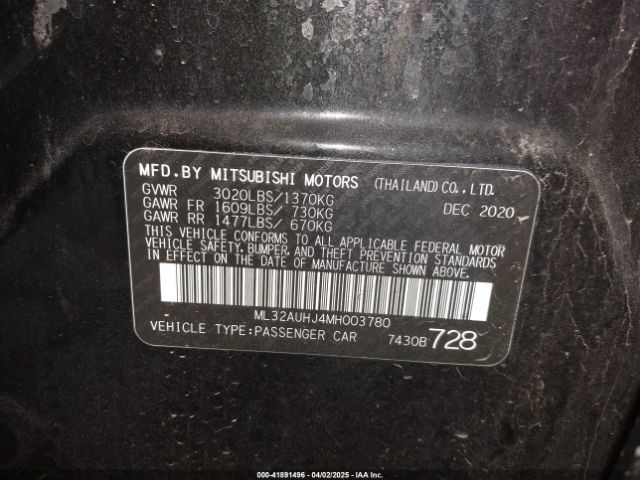 MFD.BY MITSUBISHI MOTORS (THAILAND)CO., LTD.
GVWR 3020LBS/1370KG DEC 2020
GAWR FR 1609LBS/ 730KG
GAWR RR 1477LBS/ 670KG
THIS VEHICLE CONFORMS TO ALL APPLICABLE FEDERAL MOTOR
VEHICLE SAFETY, BUMPER, AND THEFT PREVENTION STANDARDS
IN EFFECT ON THE DATE OF MANUFACTURE SHOWN ABOVE.
ML32AUHJ4MH003780
VEHICLE TYPE:PASSENGER CAR 7430B 728
000-41891496 04/02/2025 - IAA Inc.